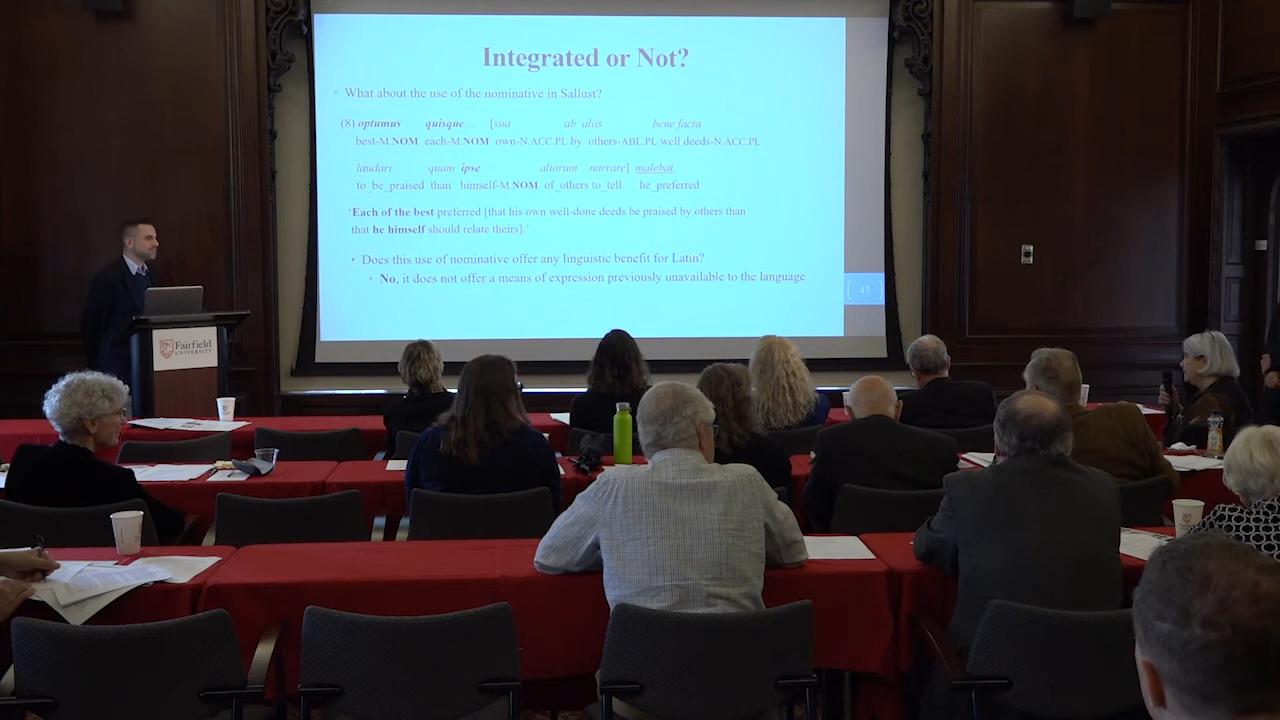 Integrated or Not?
What about the use of the nominative in Sallust?
(8) optumus quisque… [sua ab aliis bene facta
best-M.NOM each-M.NOM own-N.ACC.PL by others-ABL.PL well deeds-N.ACC.PL
laudari quam ipse aliorum narrare] malebat.
to_be_praised than himself-M.NOM of_others to_tell he_preferred
‘Each of the best preferred [that his own well-done deeds be praised by others than
that he himself should relate theirs].’
• Does this use of nominative offer any linguistic benefit for Latin?
• No, it does not offer a means of expression previously unavailable to the language
47
Fairfield
UNIVERSITY